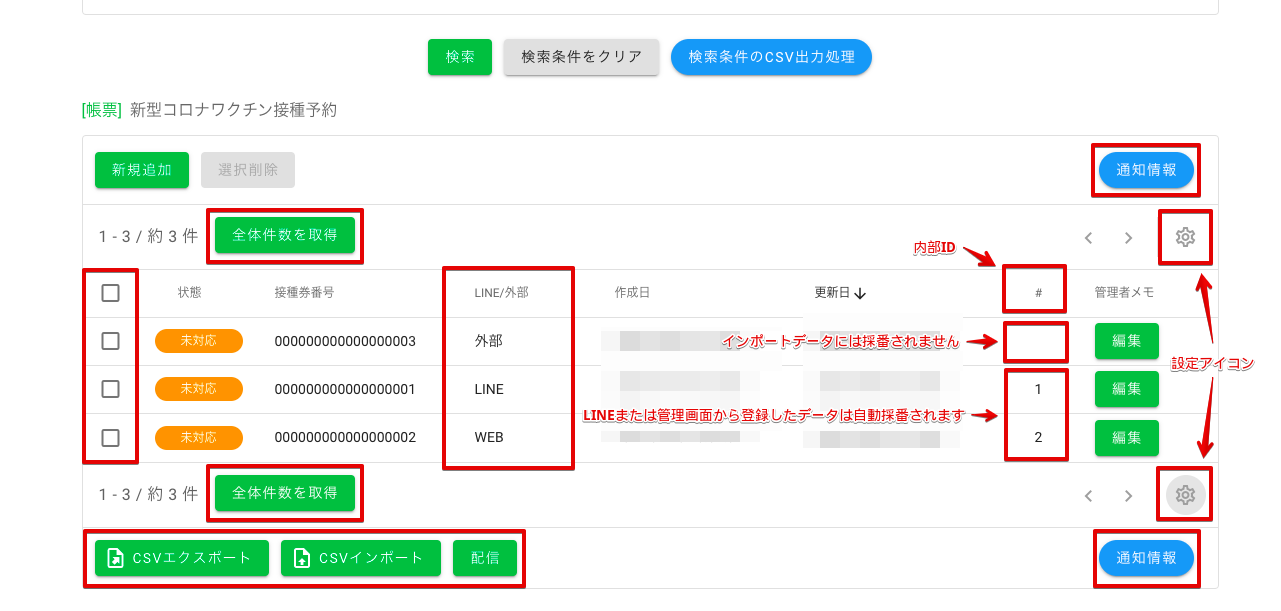 検索 検索条件をクリア 検索条件のCSV出力処理
[帳票] 新型コロナワクチン接種予約
新規追加 選択削除 通知情報
1 - 3 / 約 3 件 全体件数を取得
内部ID
状態 接種券番号 LINE/外部 作成日 更新日 # 管理者メモ
未対応 000000000000000003 外部 インポートデータには採番されません 編集
設定アイコン
未対応 000000000000000001 LINE 1 編集
LINEまたは管理画面から登録したデータは自動採番されます
未対応 000000000000000002 WEB 2 編集
1 - 3 / 約 3 件 全体件数を取得
CSVエクスポート CSVインポート 配信 通知情報